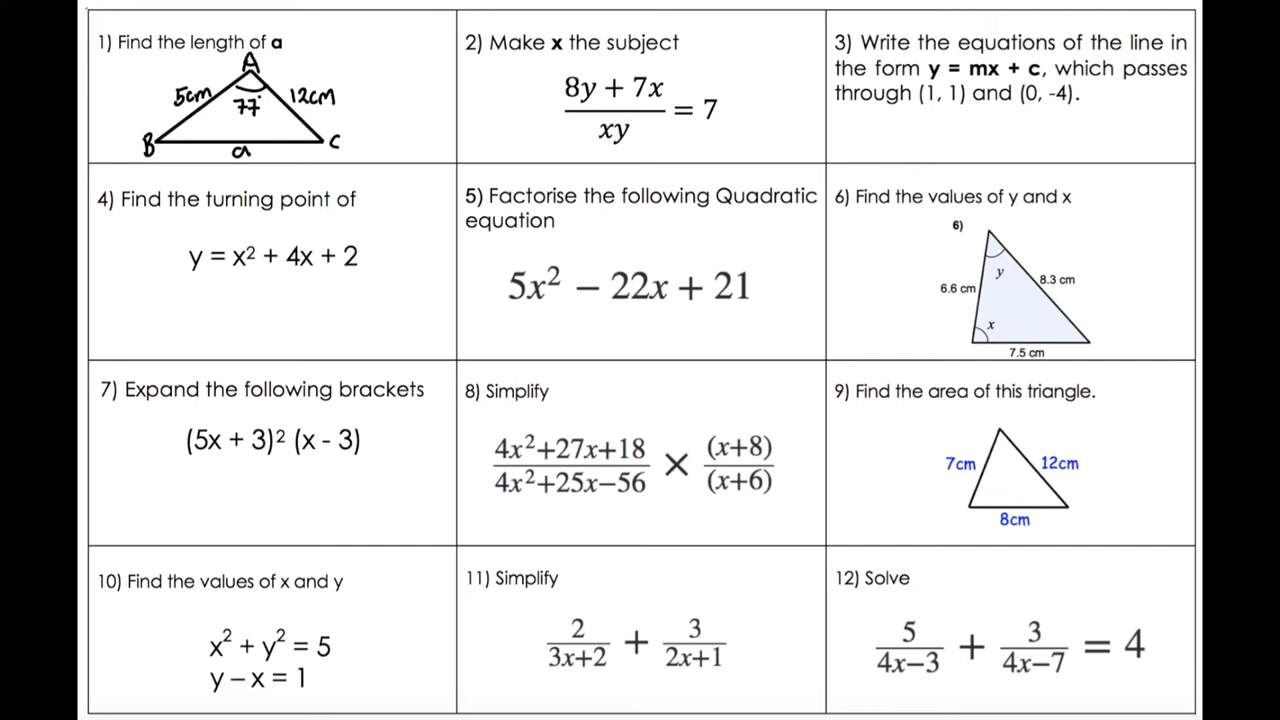 1) Find the length of a
A
5cm
77°
12cm
B
a
C
2) Make x the subject
8y + 7x
xy
= 7
3) Write the equations of the line in
the form y = mx + c, which passes
through (1, 1) and (0, -4).
4) Find the turning point of
y = x² + 4x + 2
5) Factorise the following Quadratic
equation
5x² − 22x + 21
6) Find the values of y and x
6)
y
8.3 cm
6.6 cm
x
7.5 cm
7) Expand the following brackets
(5x + 3)² (x - 3)
8) Simplify
4x²+27x+18
4x²+25x−56
×
(x+8)
(x+6)
9) Find the area of this triangle.
7cm
12cm
8cm
10) Find the values of x and y
x² + y² = 5
y – x = 1
11) Simplify
2
3x+2
+
3
2x+1
12) Solve
5
4x−3
+
3
4x−7
= 4